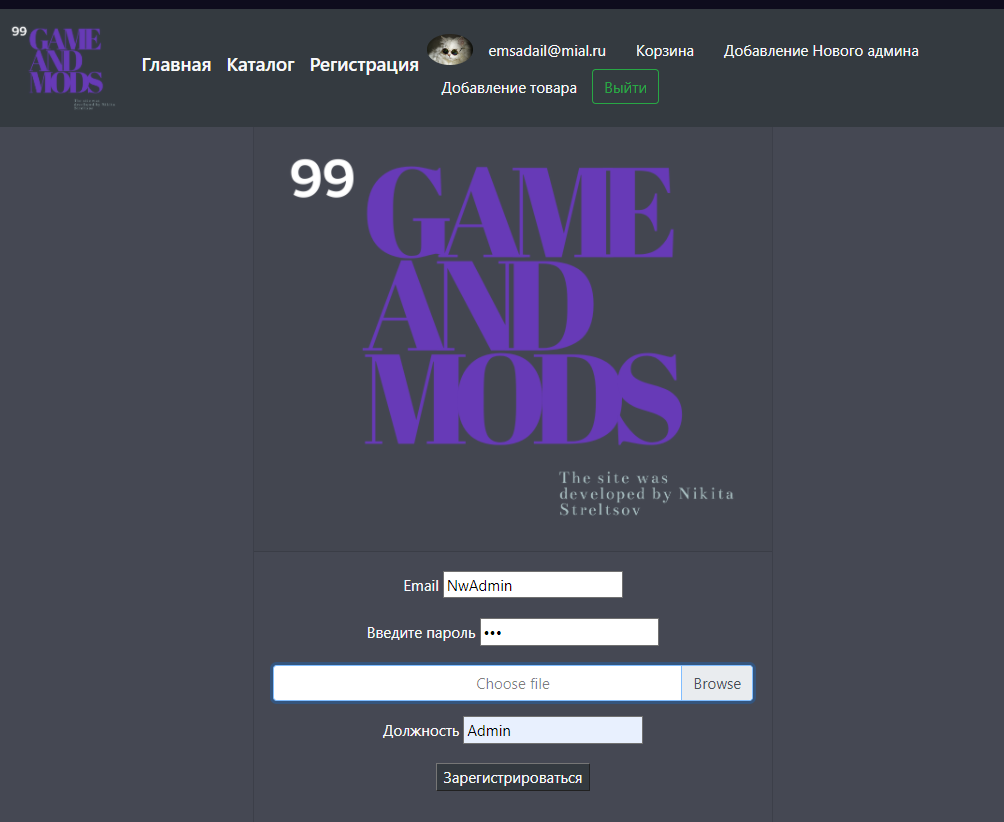 99
GAME
AND
MODS
Главная Каталог Регистрация
emsadail@mial.ru Корзина Добавление Нового админа
Добавление товара Выйти
99
GAME
AND
MODS
The site was
developed by Nikita
Streltsov
Email NwAdmin
Введите пароль •••
Choose file Browse
Должность Admin
Зарегистрироваться